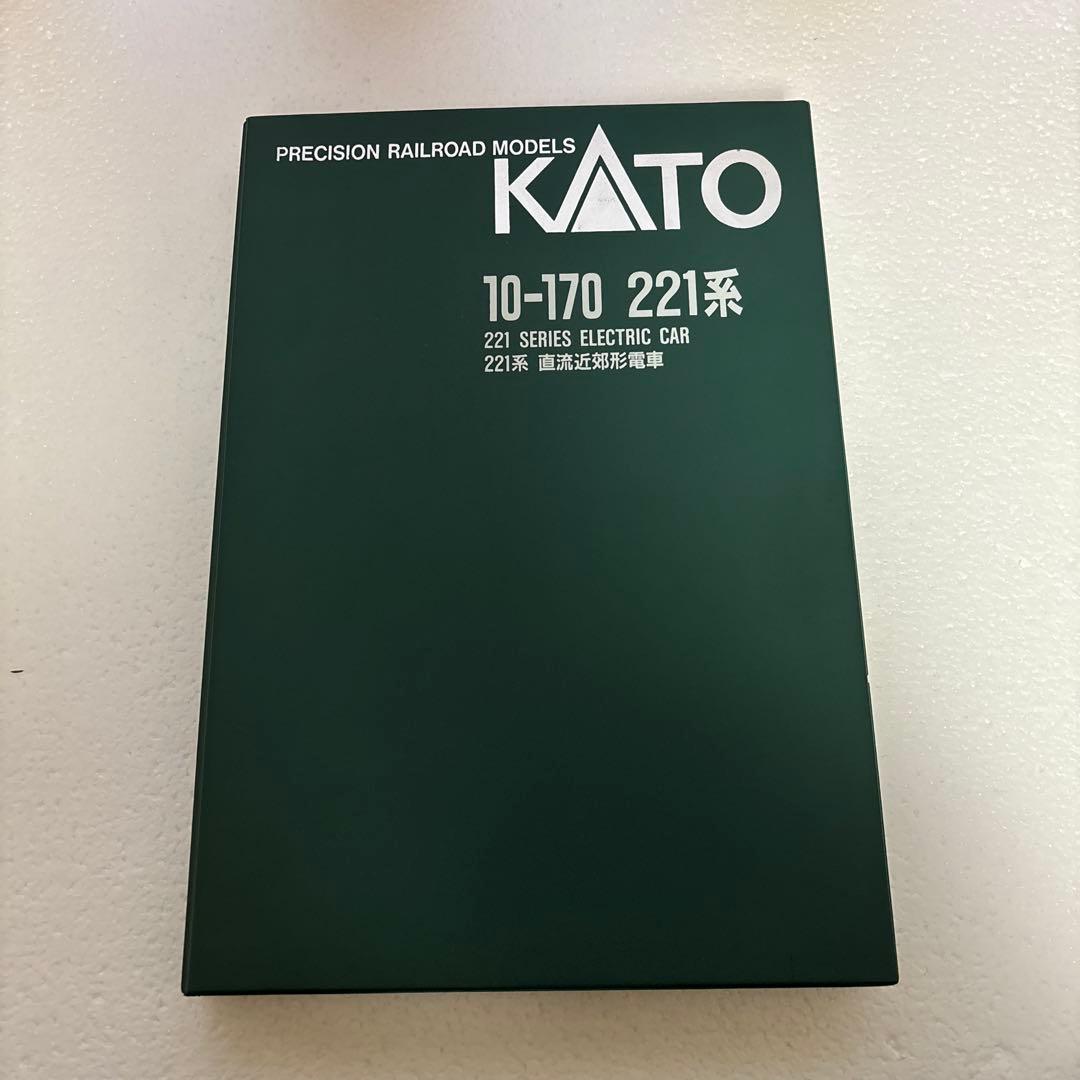 PRECISION RAILROAD MODELS
KATO
10-170 221系
221 SERIES ELECTRIC CAR
221系 直流近郊形電車